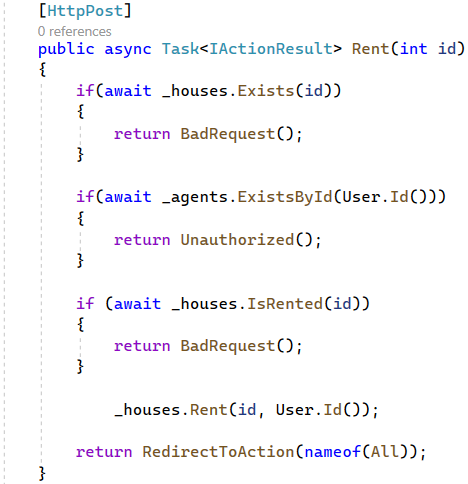 [HttpPost]
0 references
public async Task<IActionResult> Rent(int id)
{
if(await _houses.Exists(id))
{
return BadRequest();
}
if(await _agents.ExistsById(User.Id()))
{
return Unauthorized();
}
if (await _houses.IsRented(id))
{
return BadRequest();
}
_houses.Rent(id, User.Id());
return RedirectToAction(nameof(All));
}